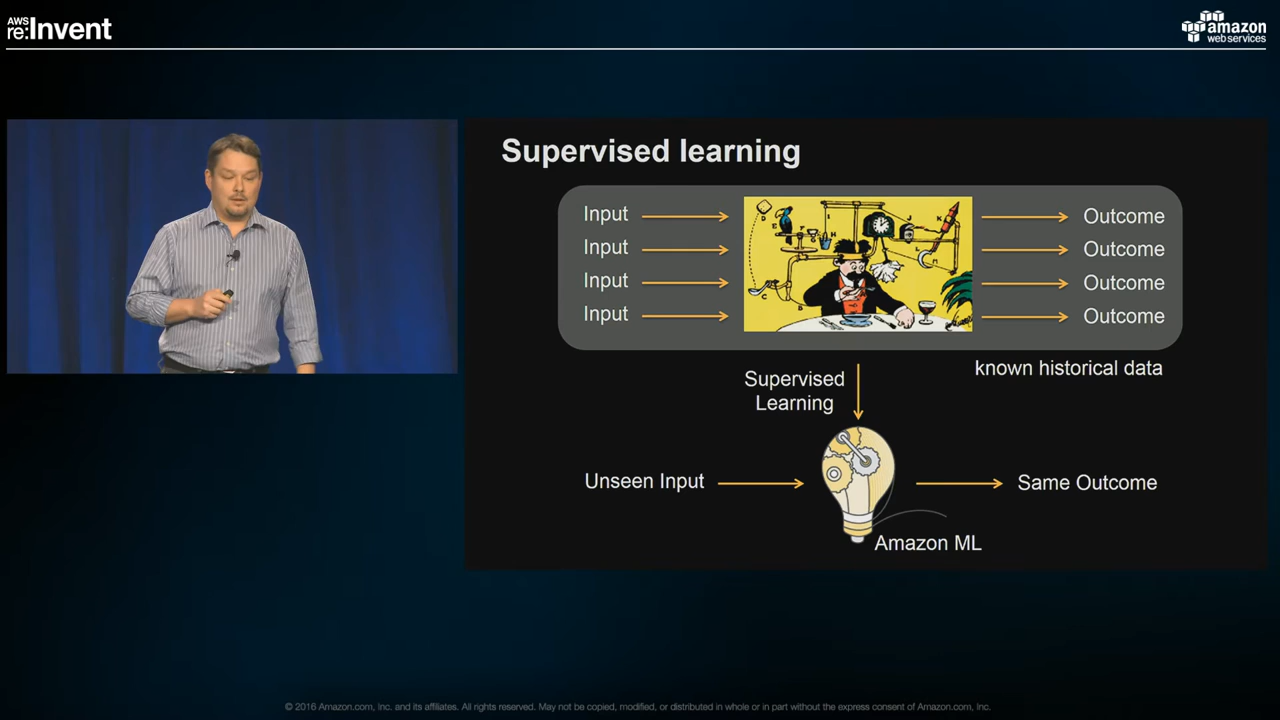 AWS
re:Invent
amazon
web services
Supervised learning
Input
Outcome
Input
Outcome
Input
Outcome
Input
Outcome
known historical data
Supervised
Learning
Unseen Input
Same Outcome
Amazon ML
© 2016 Amazon.com, Inc. and its affiliates. All rights reserved. May not be copied, modified, or distributed in whole or in part without the express consent of Amazon.com, Inc.